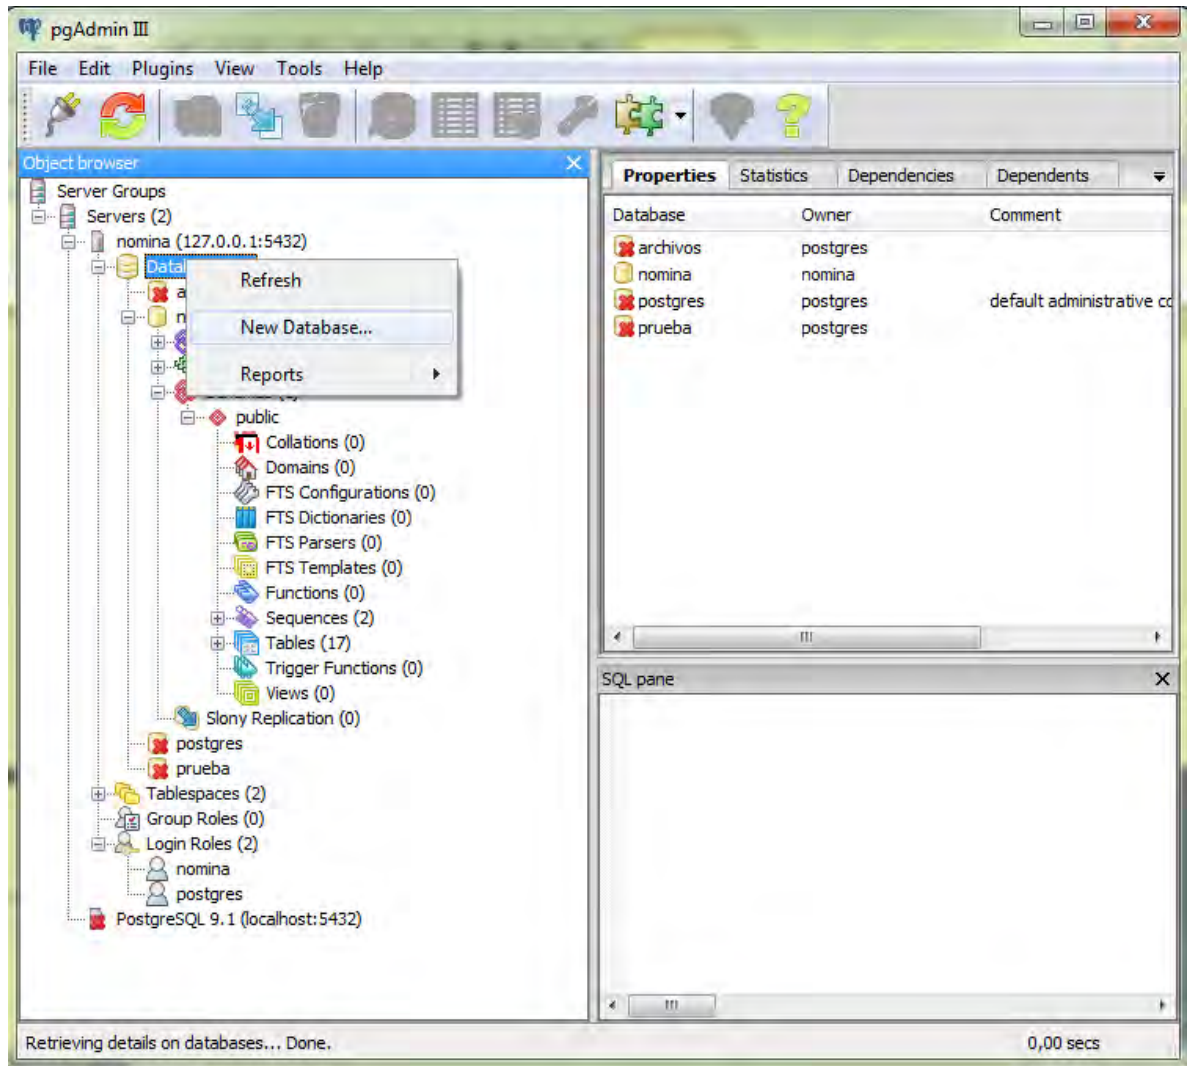 pgAdmin III
File Edit Plugins View Tools Help
Object browser
Server Groups
Servers (2)
nomina (127.0.0.1:5432)
Refresh
New Database...
Reports
public
Collations (0)
Domains (0)
FTS Configurations (0)
FTS Dictionaries (0)
FTS Parsers (0)
FTS Templates (0)
Functions (0)
Sequences (2)
Tables (17)
Trigger Functions (0)
Views (0)
Slony Replication (0)
postgres
prueba
Tablespaces (2)
Group Roles (0)
Login Roles (2)
nomina
postgres
PostgreSQL 9.1 (localhost:5432)
Properties Statistics Dependencies Dependents
Database Owner Comment
archivos postgres
nomina nomina
postgres postgres default administrative cc
prueba postgres
SQL pane
Retrieving details on databases... Done. 0,00 secs